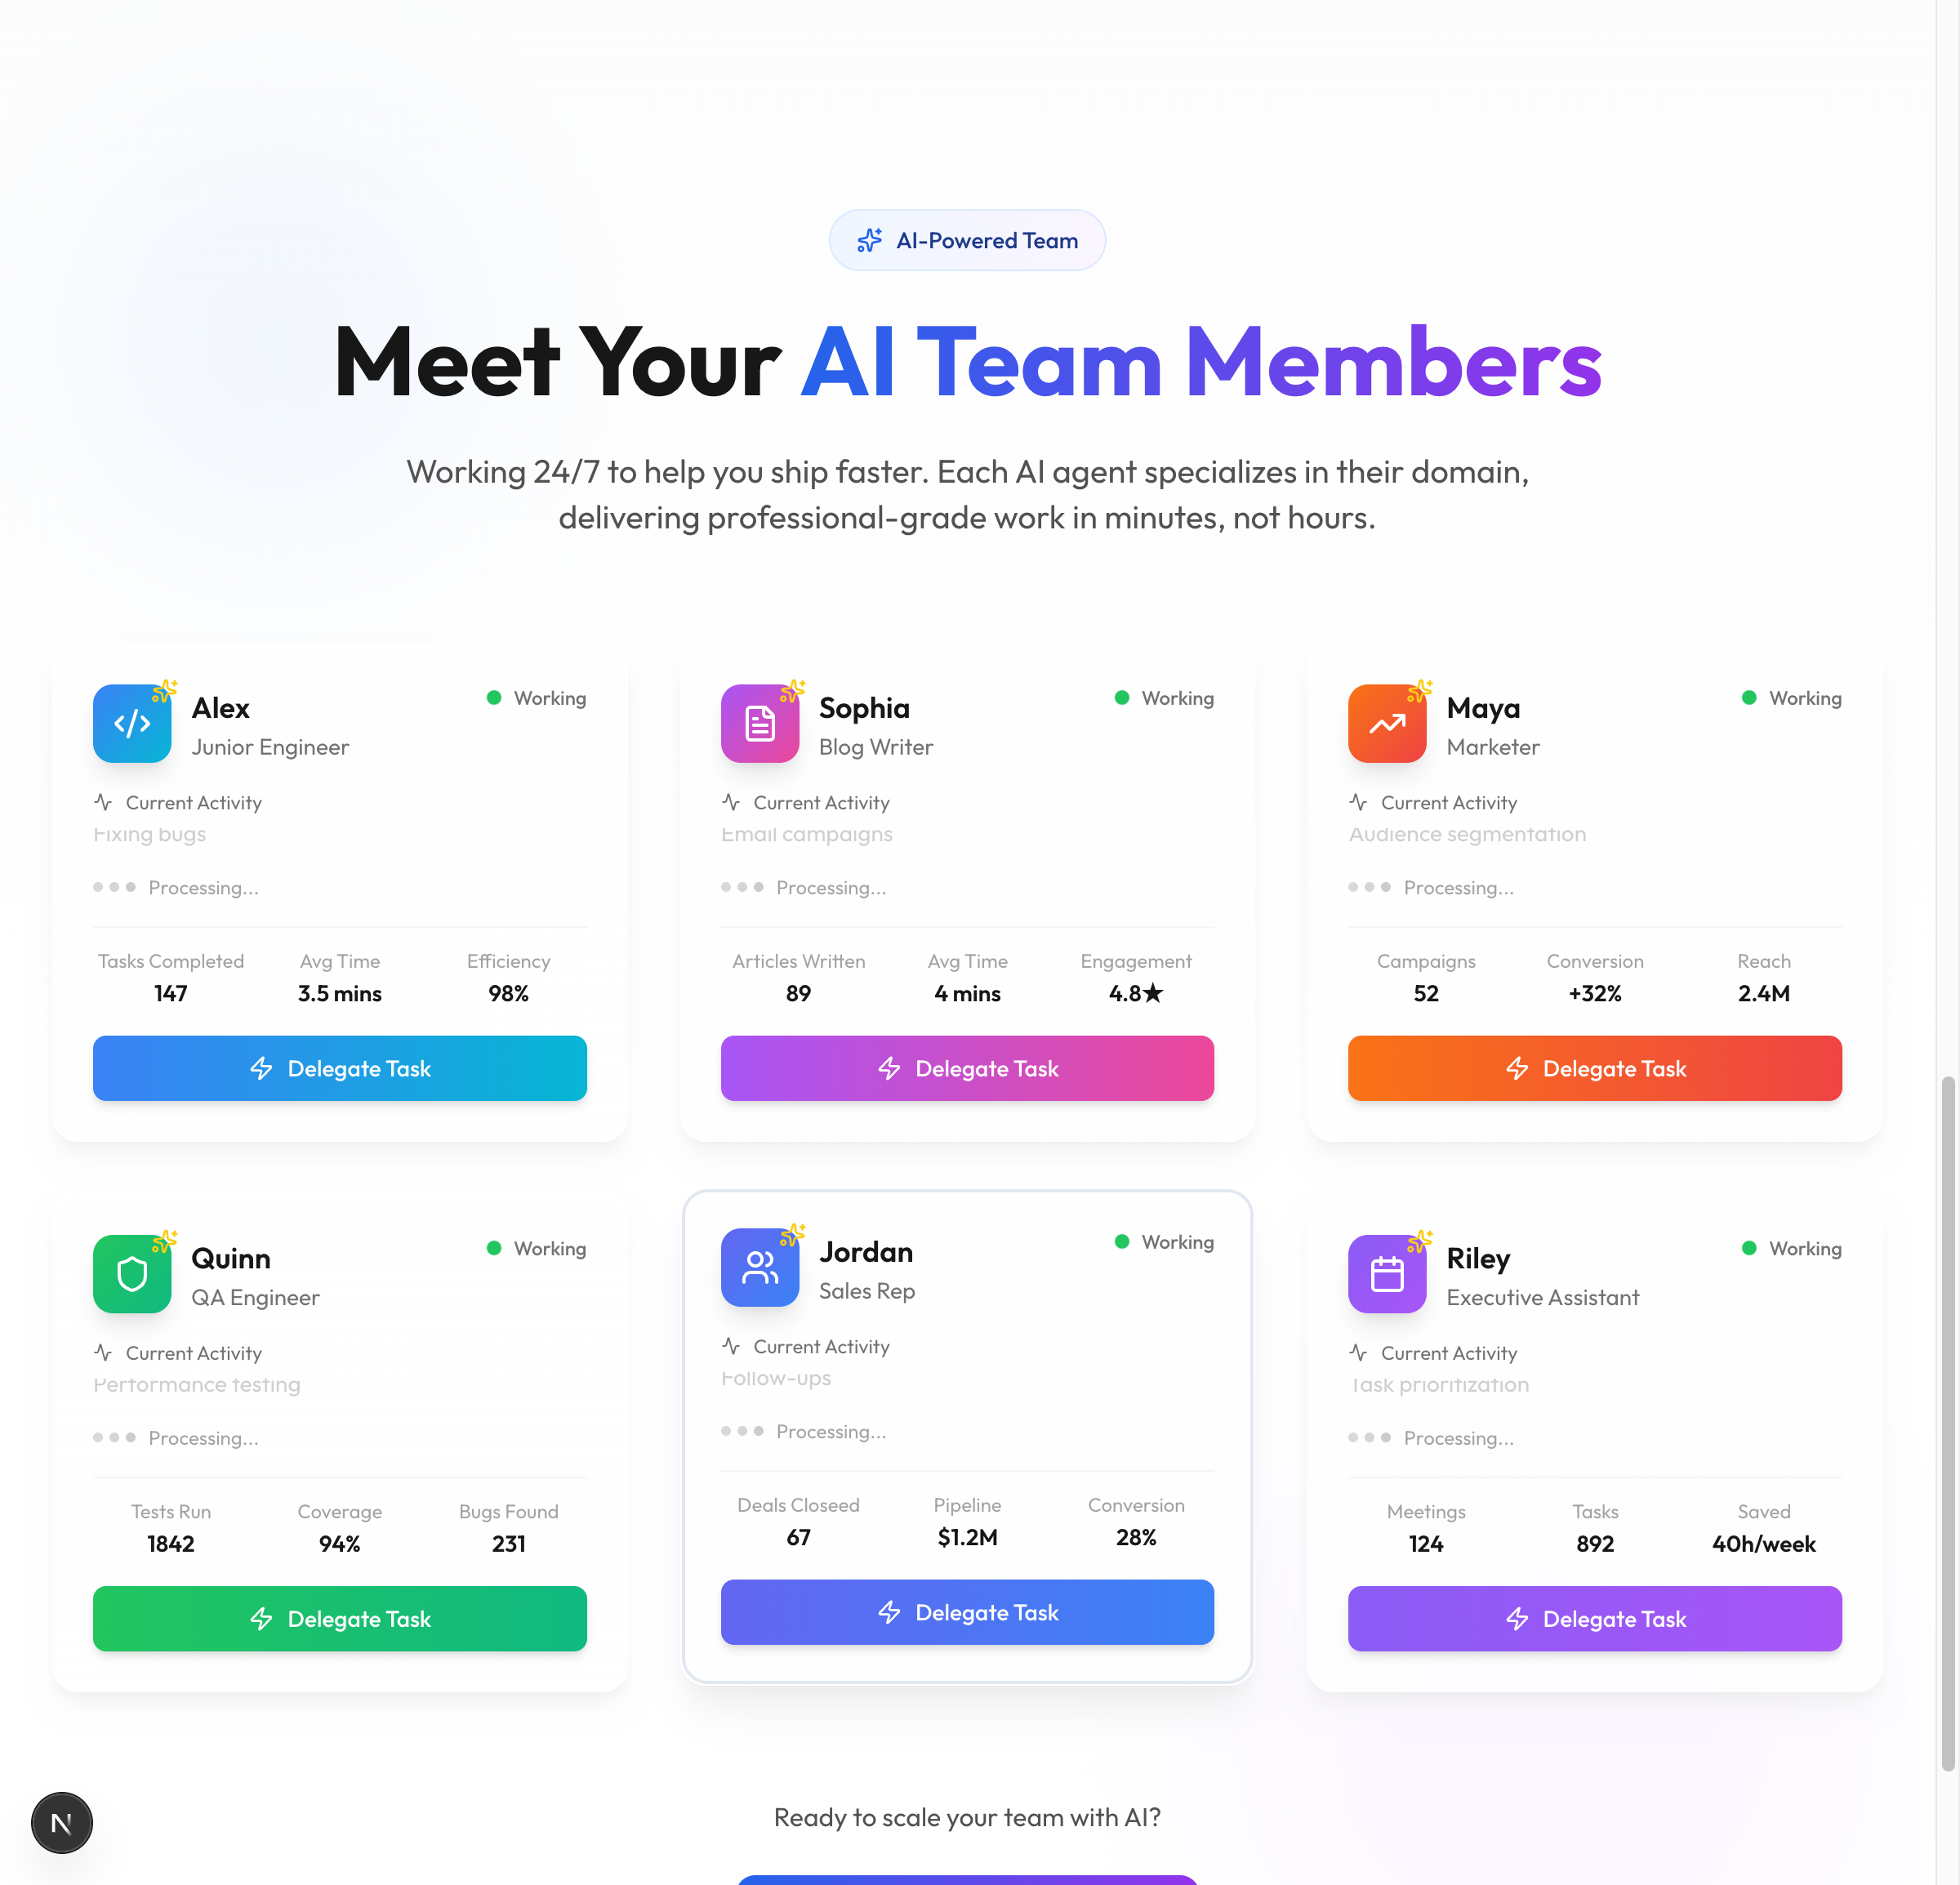 AI-Powered Team
Meet Your AI Team Members
Working 24/7 to help you ship faster. Each AI agent specializes in their domain,
delivering professional-grade work in minutes, not hours.
Alex
Working
Junior Engineer
Current Activity
Fixing bugs
Processing...
Tasks Completed Avg Time Efficiency
147 3.5 mins 98%
Delegate Task
Sophia
Working
Blog Writer
Current Activity
Email campaigns
Processing...
Articles Written Avg Time Engagement
89 4 mins 4.8★
Delegate Task
Maya
Working
Marketer
Current Activity
Audience segmentation
Processing...
Campaigns Conversion Reach
52 +32% 2.4M
Delegate Task
Quinn
Working
QA Engineer
Current Activity
Performance testing
Processing...
Tests Run Coverage Bugs Found
1842 94% 231
Delegate Task
Jordan
Working
Sales Rep
Current Activity
Follow-ups
Processing...
Deals Closeed Pipeline Conversion
67 $1.2M 28%
Delegate Task
Riley
Working
Executive Assistant
Current Activity
Task prioritization
Processing...
Meetings Tasks Saved
124 892 40h/week
Delegate Task
N
Ready to scale your team with AI?